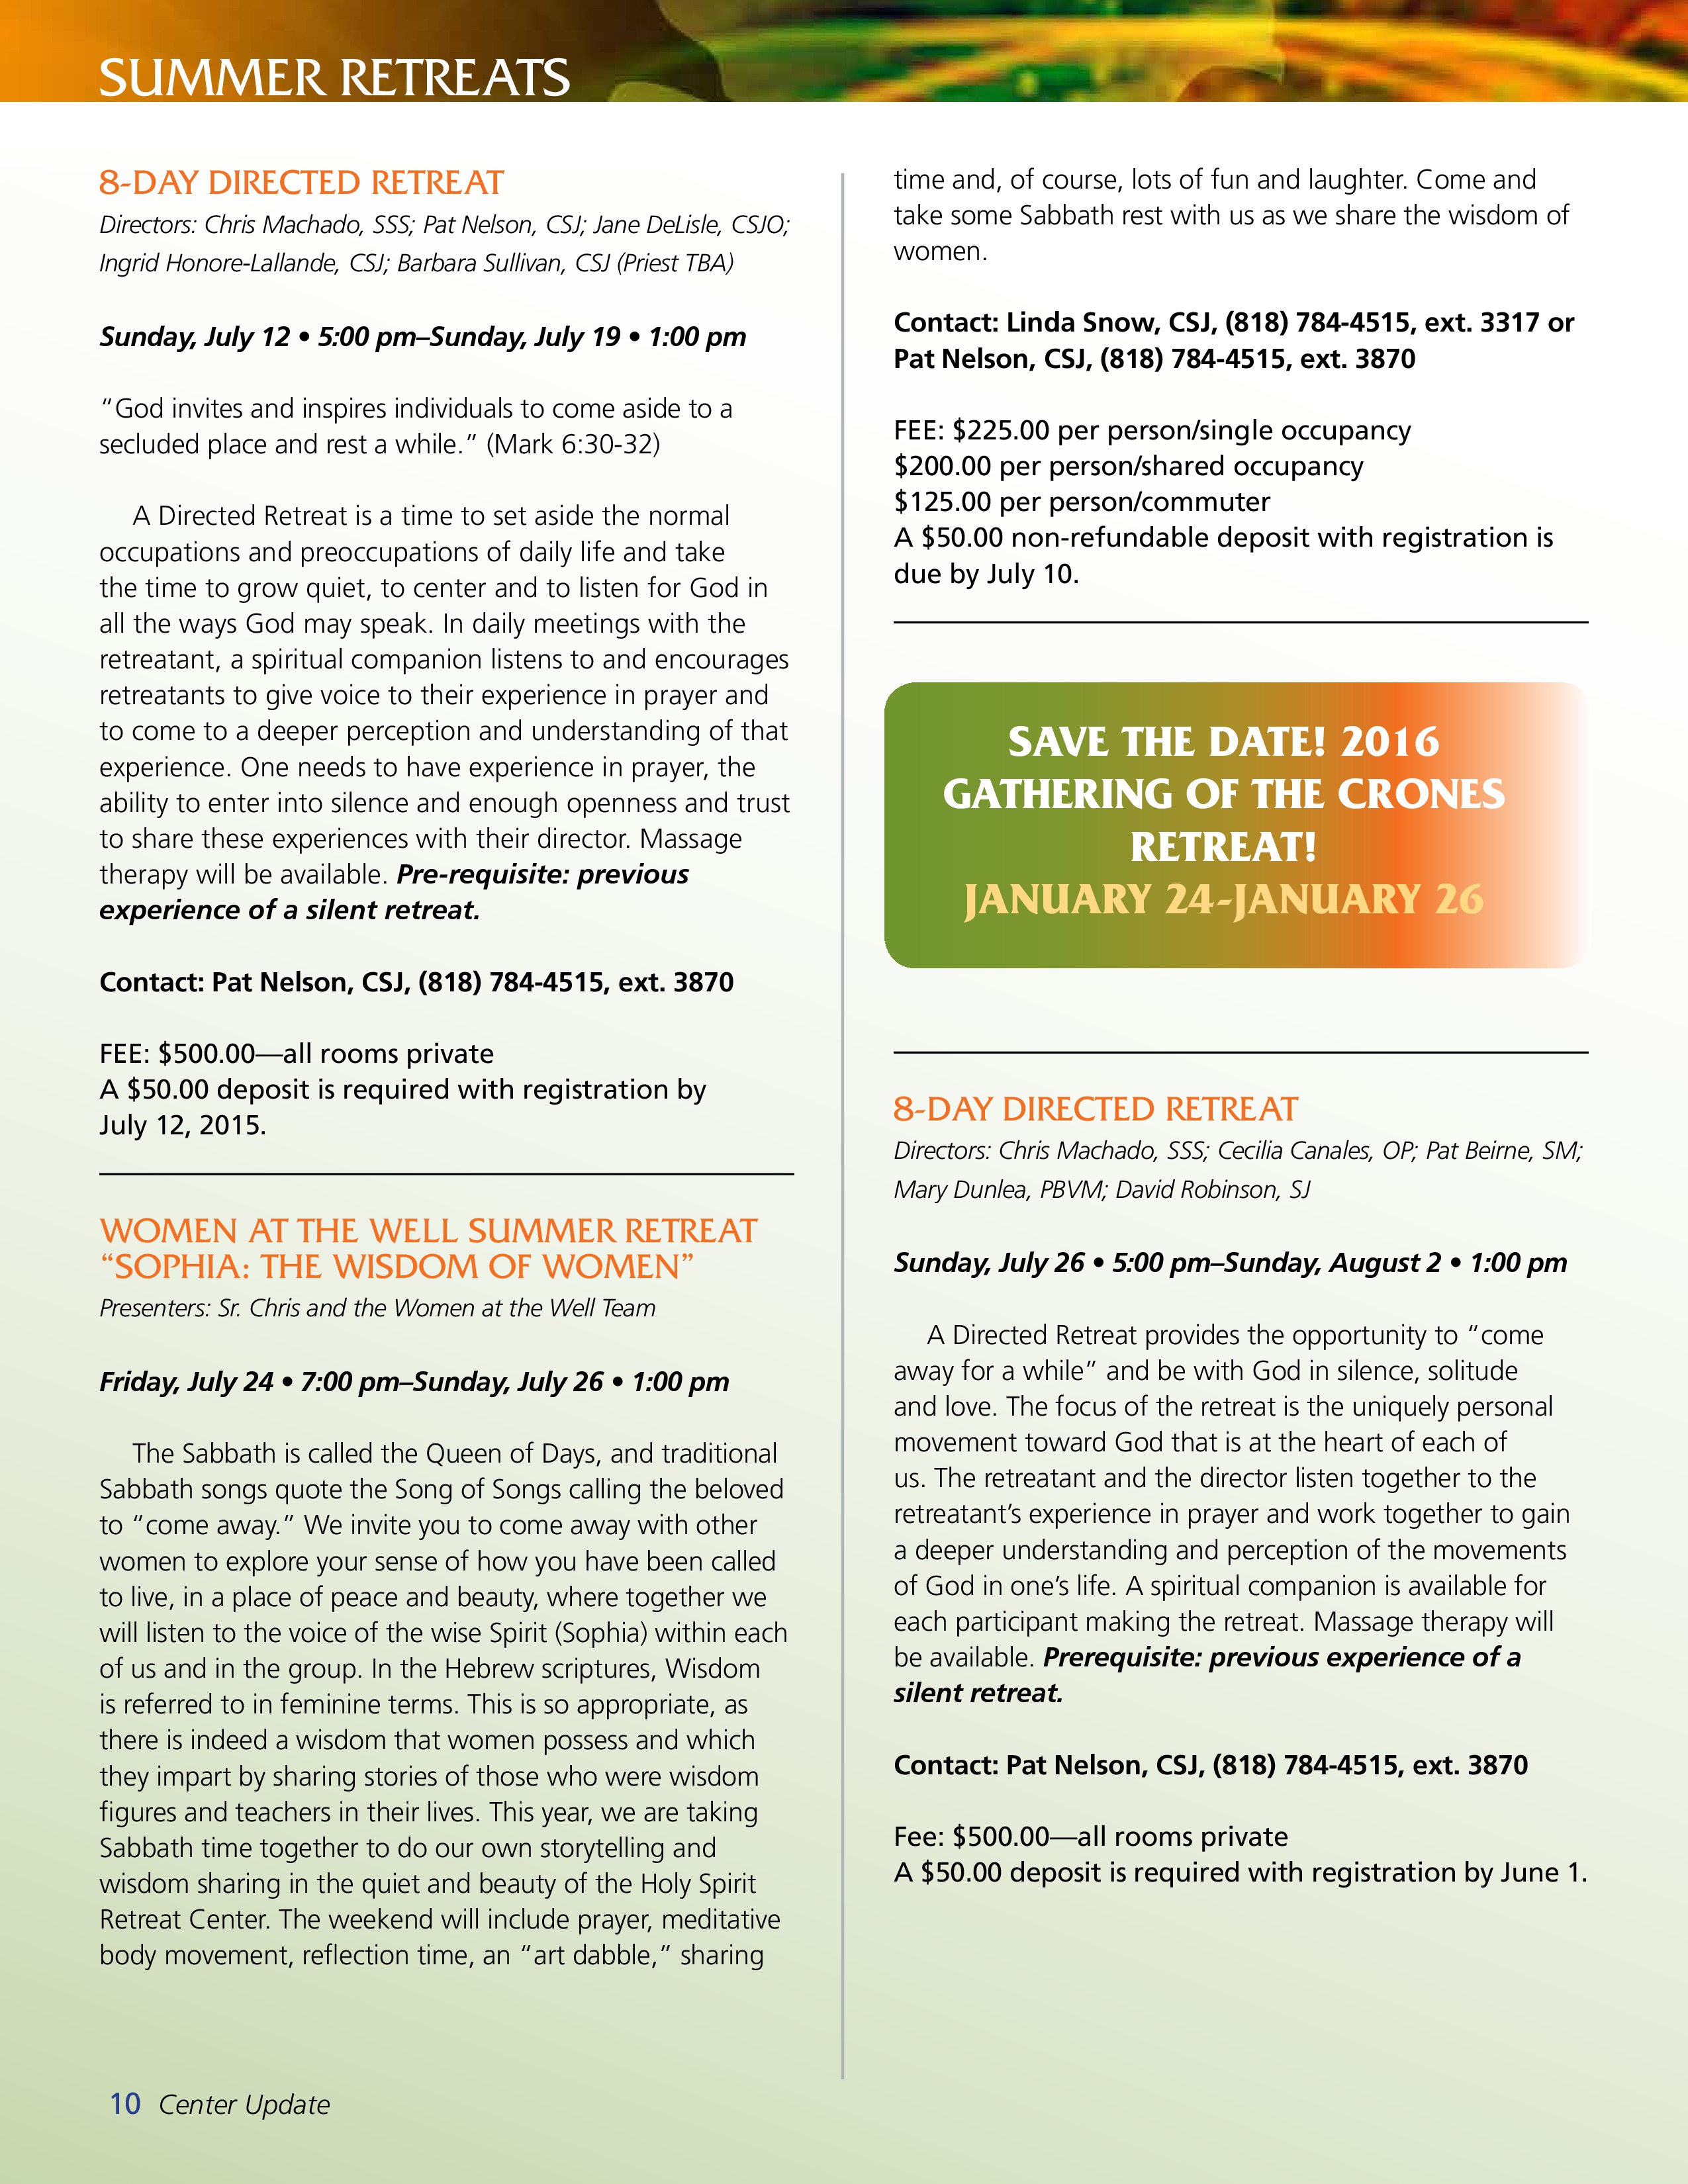 SUMMER RETREATS
8-DAY DIRECTED RETREAT
Directors: Chris Machado, SSS; Pat Nelson, CSJ; Jane DeLisle, CSJO;
Ingrid Honore-Lallande, CSJ; Barbara Sullivan, CSJ (Priest TBA)
Sunday, July 12 • 5:00 pm–Sunday, July 19 • 1:00 pm
“God invites and inspires individuals to come aside to a
secluded place and rest a while.” (Mark 6:30-32)
A Directed Retreat is a time to set aside the normal
occupations and preoccupations of daily life and take
the time to grow quiet, to center and to listen for God in
all the ways God may speak. In daily meetings with the
retreatant, a spiritual companion listens to and encourages
retreatants to give voice to their experience in prayer and
to come to a deeper perception and understanding of that
experience. One needs to have experience in prayer, the
ability to enter into silence and enough openness and trust
to share these experiences with their director. Massage
therapy will be available. Pre-requisite: previous
experience of a silent retreat.
Contact: Pat Nelson, CSJ, (818) 784-4515, ext. 3870
FEE: $500.00—all rooms private
A $50.00 deposit is required with registration by
July 12, 2015.
WOMEN AT THE WELL SUMMER RETREAT
“SOPHIA: THE WISDOM OF WOMEN”
Presenters: Sr. Chris and the Women at the Well Team
Friday, July 24 • 7:00 pm–Sunday, July 26 • 1:00 pm
The Sabbath is called the Queen of Days, and traditional
Sabbath songs quote the Song of Songs calling the beloved
to “come away.” We invite you to come away with other
women to explore your sense of how you have been called
to live, in a place of peace and beauty, where together we
will listen to the voice of the wise Spirit (Sophia) within each
of us and in the group. In the Hebrew scriptures, Wisdom
is referred to in feminine terms. This is so appropriate, as
there is indeed a wisdom that women possess and which
they impart by sharing stories of those who were wisdom
figures and teachers in their lives. This year, we are taking
Sabbath time together to do our own storytelling and
wisdom sharing in the quiet and beauty of the Holy Spirit
Retreat Center. The weekend will include prayer, meditative
body movement, reflection time, an “art dabble,” sharing
time and, of course, lots of fun and laughter. Come and
take some Sabbath rest with us as we share the wisdom of
women.
Contact: Linda Snow, CSJ, (818) 784-4515, ext. 3317 or
Pat Nelson, CSJ, (818) 784-4515, ext. 3870
FEE: $225.00 per person/single occupancy
$200.00 per person/shared occupancy
$125.00 per person/commuter
A $50.00 non-refundable deposit with registration is
due by July 10.
SAVE THE DATE! 2016
GATHERING OF THE CRONES
RETREAT!
JANUARY 24-JANUARY 26
8-DAY DIRECTED RETREAT
Directors: Chris Machado, SSS; Cecilia Canales, OP; Pat Beirne, SM;
Mary Dunlea, PBVM; David Robinson, SJ
Sunday, July 26 • 5:00 pm–Sunday, August 2 • 1:00 pm
A Directed Retreat provides the opportunity to “come
away for a while” and be with God in silence, solitude
and love. The focus of the retreat is the uniquely personal
movement toward God that is at the heart of each of
us. The retreatant and the director listen together to the
retreatant’s experience in prayer and work together to gain
a deeper understanding and perception of the movements
of God in one’s life. A spiritual companion is available for
each participant making the retreat. Massage therapy will
be available. Prerequisite: previous experience of a
silent retreat.
Contact: Pat Nelson, CSJ, (818) 784-4515, ext. 3870
Fee: $500.00—all rooms private
A $50.00 deposit is required with registration by June 1.
10 Center Update